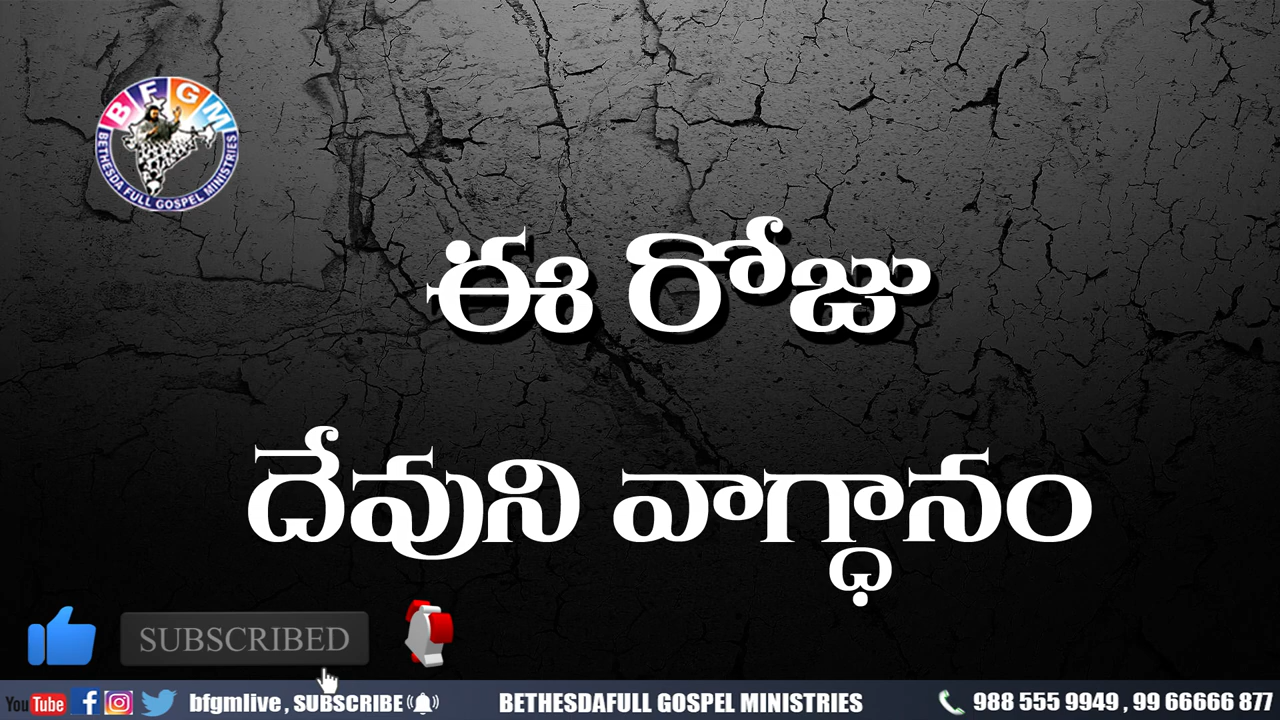 BFGM
BETHESDA FULL GOSPEL MINISTRIES
ఈ రోజు
దేవుని వాగ్ధానం
SUBSCRIBED
YouTube bfgmlive , SUBSCRIBE BETHESDAFULL GOSPEL MINISTRIES 988 555 9949 , 99 66666 877